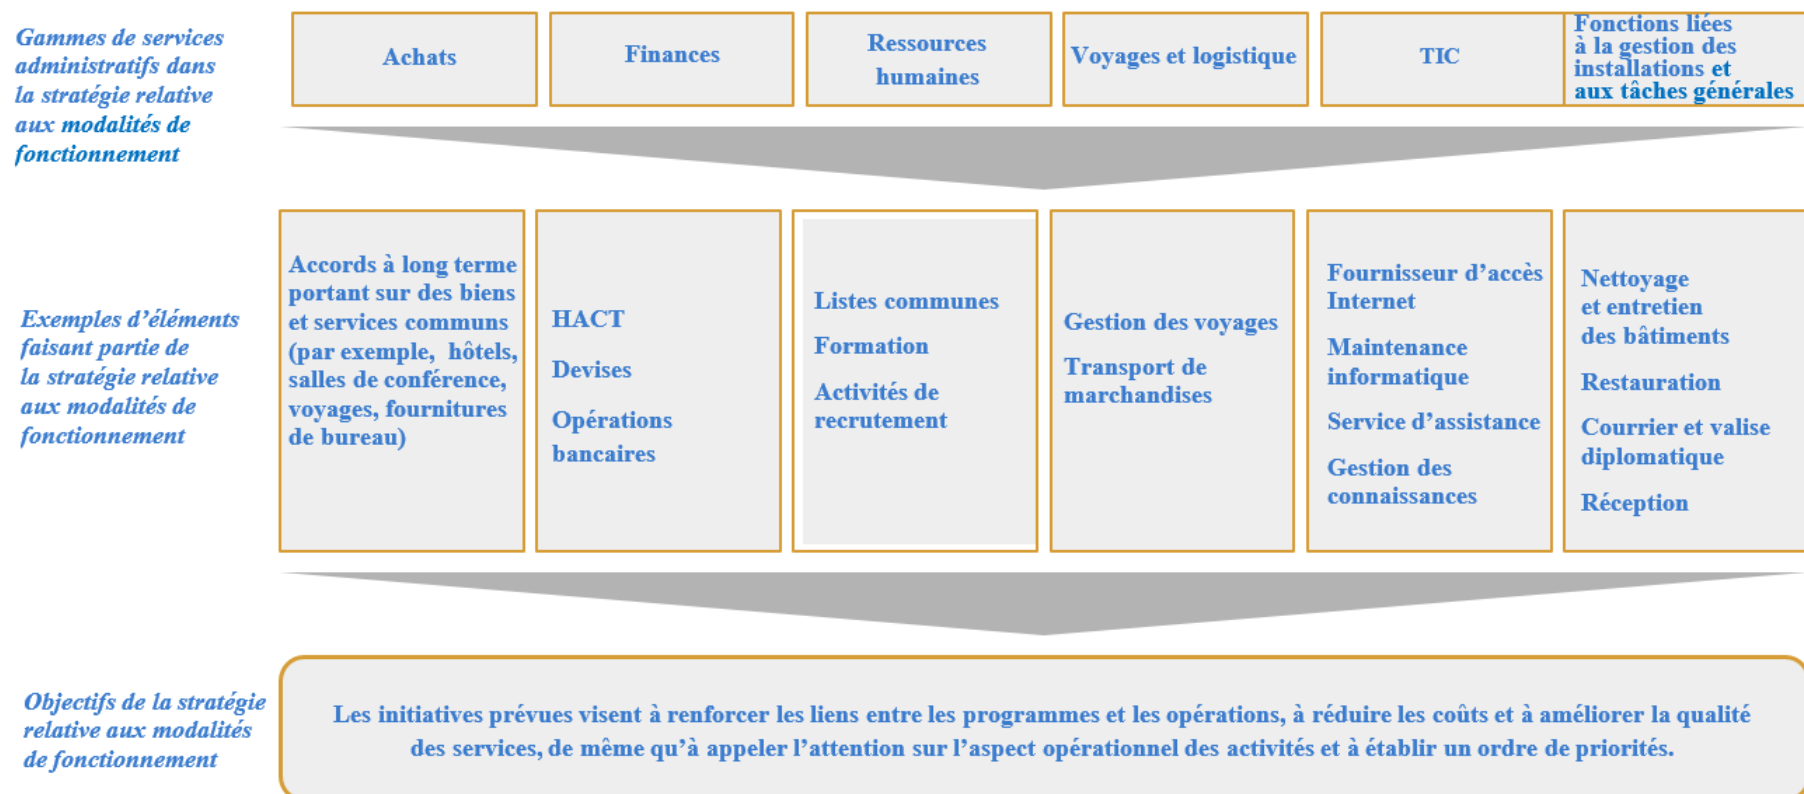 Gammes de services
administratifs dans
la stratégie relative
aux modalités de
fonctionnement
Achats
Finances
Ressources
humaines
Voyages et logistique
TIC
Fonctions liées
à la gestion des
installations et
aux tâches générales
Exemples d’éléments
faisant partie de
la stratégie relative
aux modalités de
fonctionnement
Accords à long terme
portant sur des biens
et services communs
(par exemple, hôtels,
salles de conférence,
voyages, fournitures
de bureau)
HACT
Devises
Opérations
bancaires
Listes communes
Formation
Activités de
recrutement
Gestion des voyages
Transport de
marchandises
Fournisseur d’accès
Internet
Maintenance
informatique
Service d’assistance
Gestion des
connaissances
Nettoyage
et entretien
des bâtiments
Restauration
Courrier et valise
diplomatique
Réception
Objectifs de la stratégie
relative aux modalités
de fonctionnement
Les initiatives prévues visent à renforcer les liens entre les programmes et les opérations, à réduire les coûts et à améliorer la qualité
des services, de même qu’à appeler l’attention sur l’aspect opérationnel des activités et à établir un ordre de priorités.